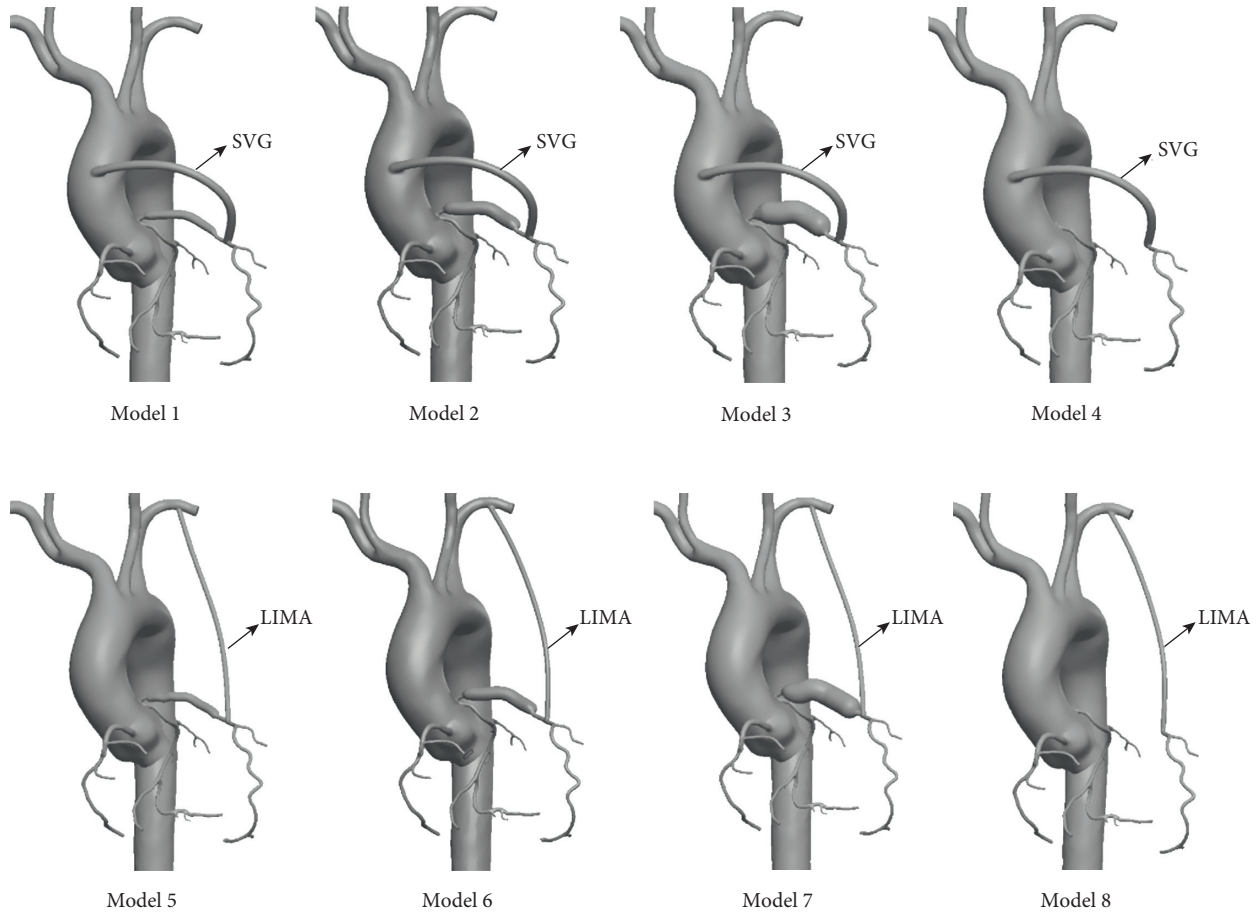 SVG
SVG
SVG
SVG
Model 1
Model 2
Model 3
Model 4
LIMA
LIMA
LIMA
LIMA
Model 5
Model 6
Model 7
Model 8